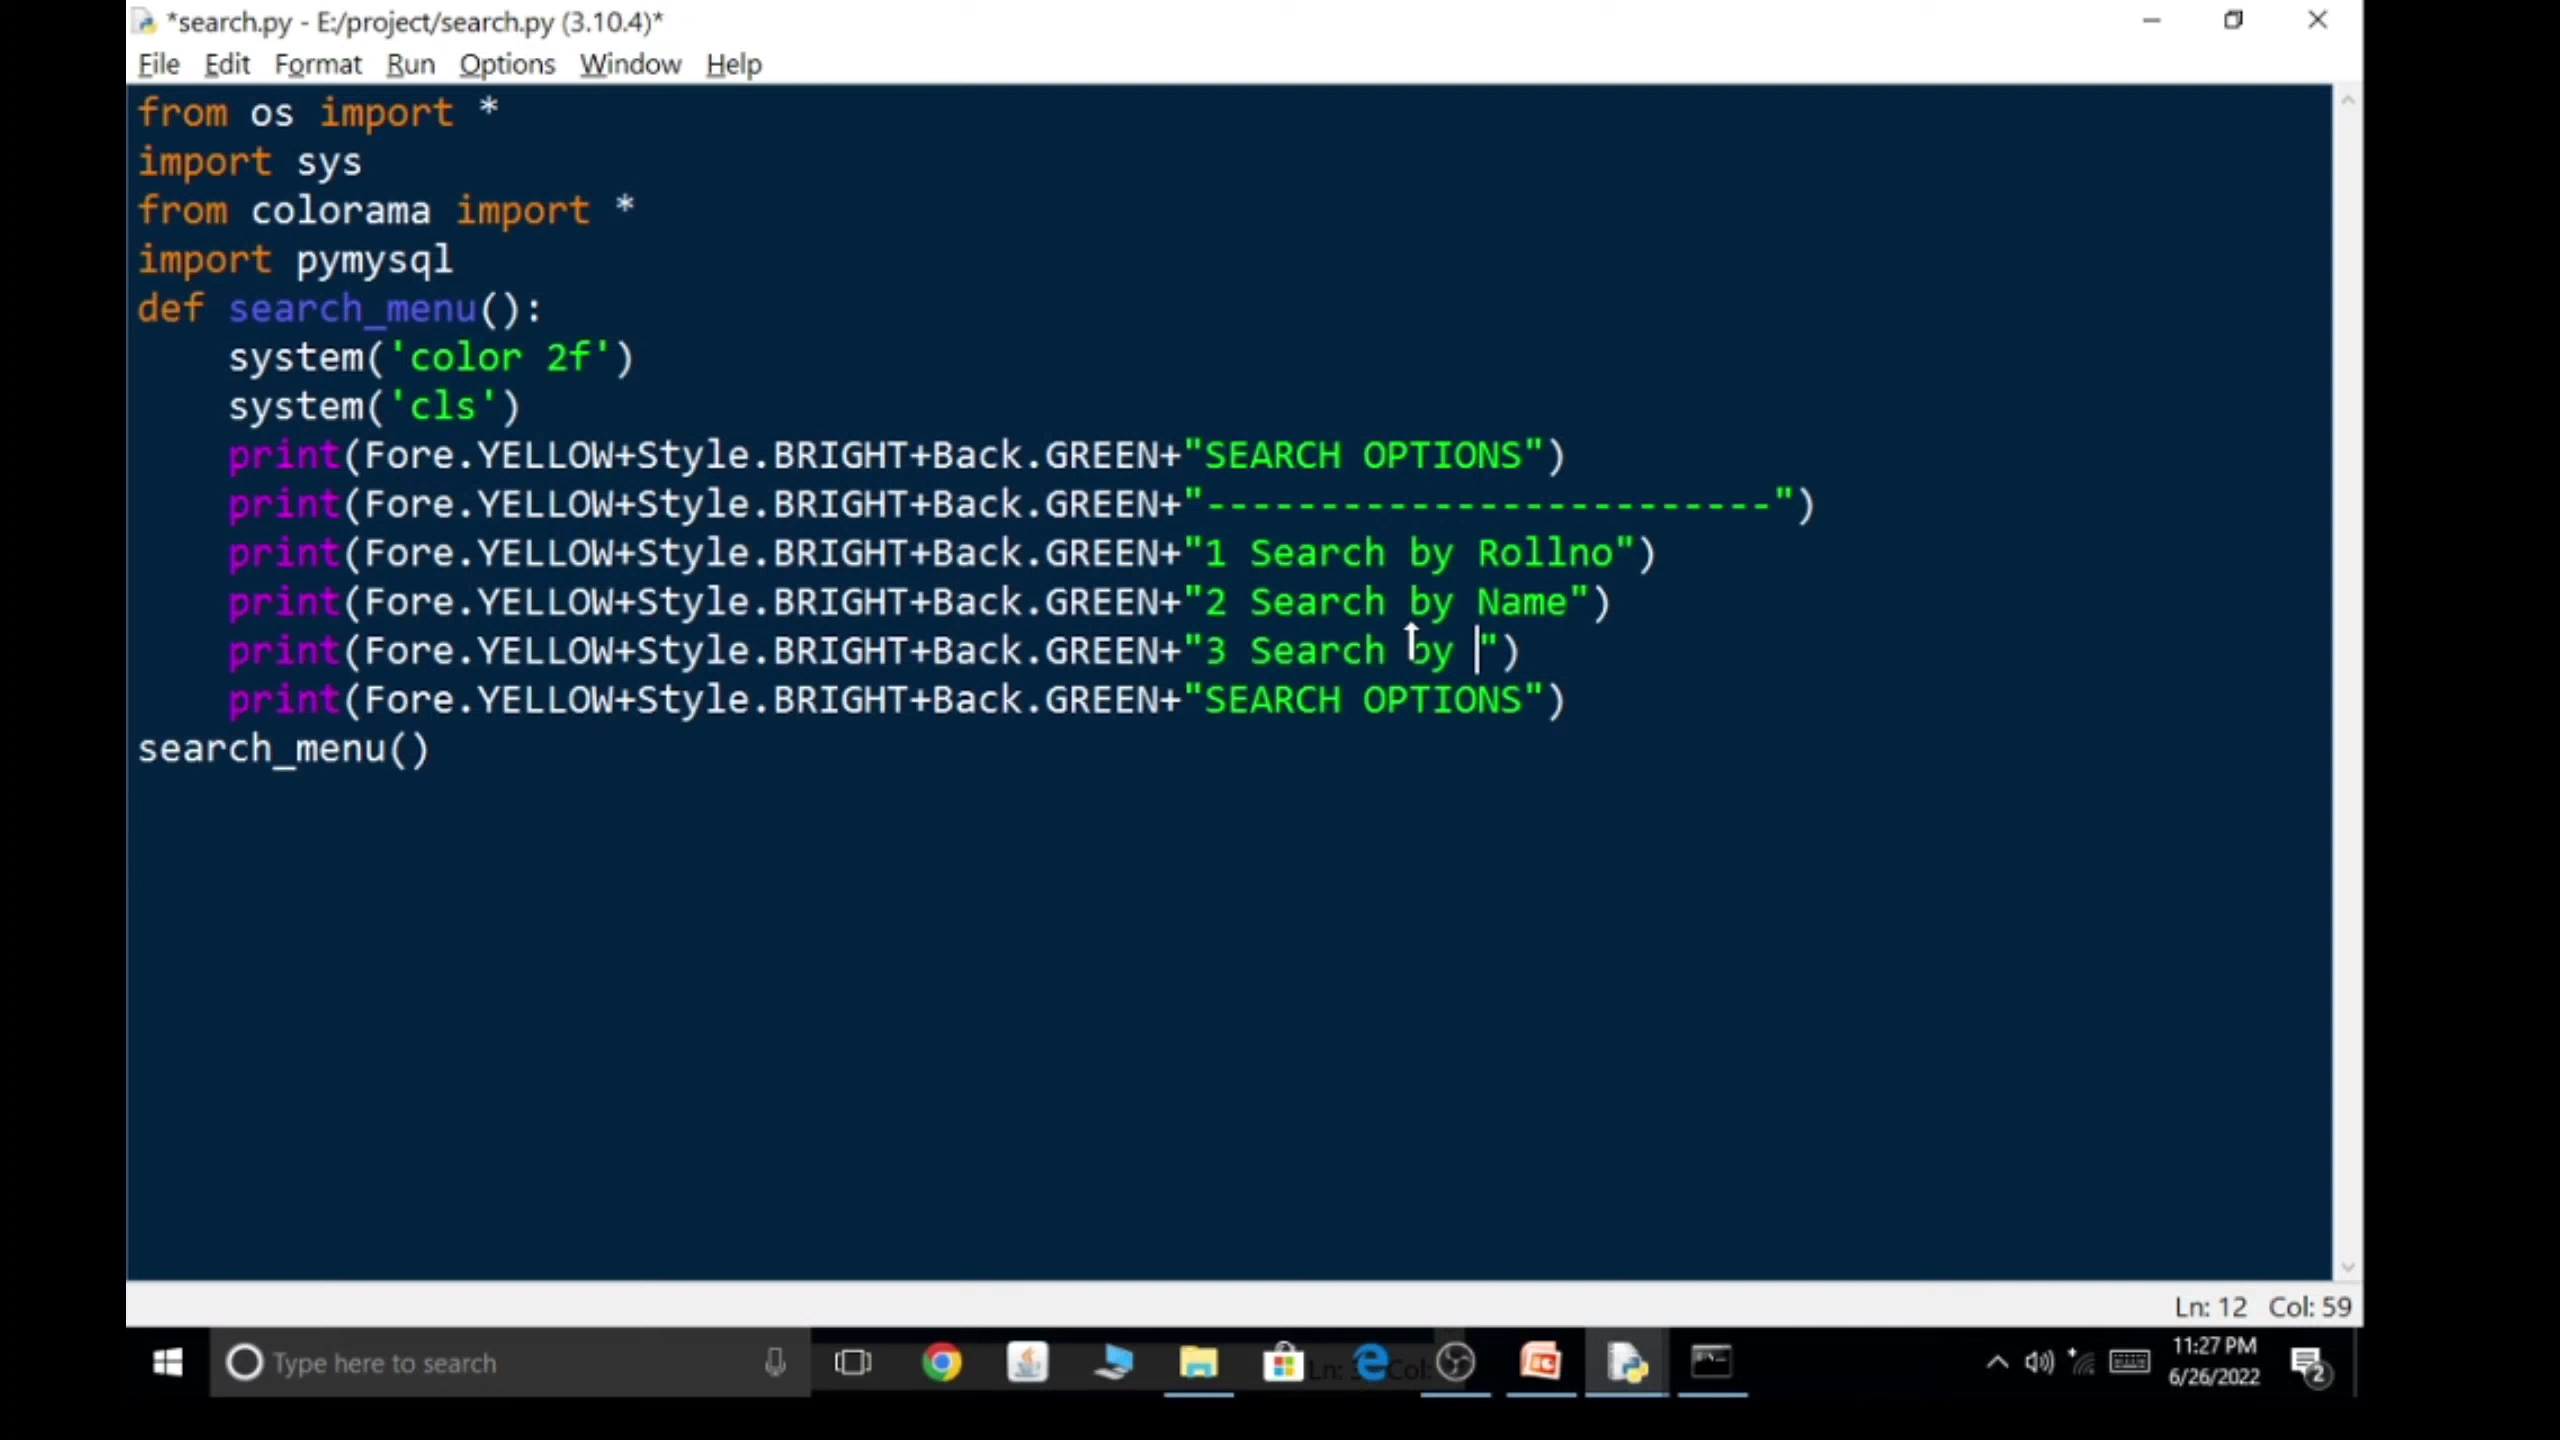 *search.py - E:/project/search.py (3.10.4)*
File Edit Format Run Options Window Help
from os import *
import sys
from colorama import *
import pymysql
def search_menu():
    system('color 2f')
    system('cls')
    print(Fore.YELLOW+Style.BRIGHT+Back.GREEN+"SEARCH OPTIONS")
    print(Fore.YELLOW+Style.BRIGHT+Back.GREEN+"-------------------------")
    print(Fore.YELLOW+Style.BRIGHT+Back.GREEN+"1 Search by Rollno")
    print(Fore.YELLOW+Style.BRIGHT+Back.GREEN+"2 Search by Name")
    print(Fore.YELLOW+Style.BRIGHT+Back.GREEN+"3 Search by ")
    print(Fore.YELLOW+Style.BRIGHT+Back.GREEN+"SEARCH OPTIONS")
search_menu()
Ln: 12 Col: 59
Type here to search
Ln: Col:
11:27 PM
6/26/2022
2